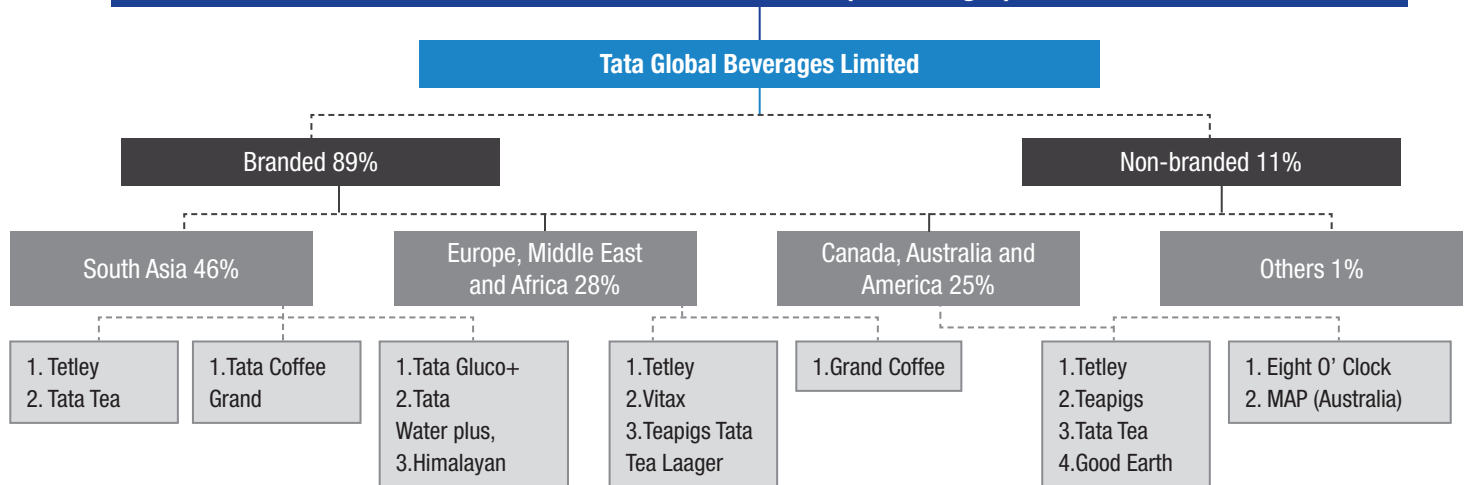 Tata Global Beverages Limited
Branded 89%
Non-branded 11%
South Asia 46%
Europe, Middle East
and Africa 28%
Canada, Australia and
America 25%
Others 1%
1. Tetley
2. Tata Tea
1.Tata Coffee
Grand
1.Tata Gluco+
2.Tata
Water plus,
3.Himalayan
1.Tetley
2.Vitax
3.Teapigs Tata
Tea Laager
1.Grand Coffee
1.Tetley
2.Teapigs
3.Tata Tea
4.Good Earth
1. Eight O’ Clock
2. MAP (Australia)